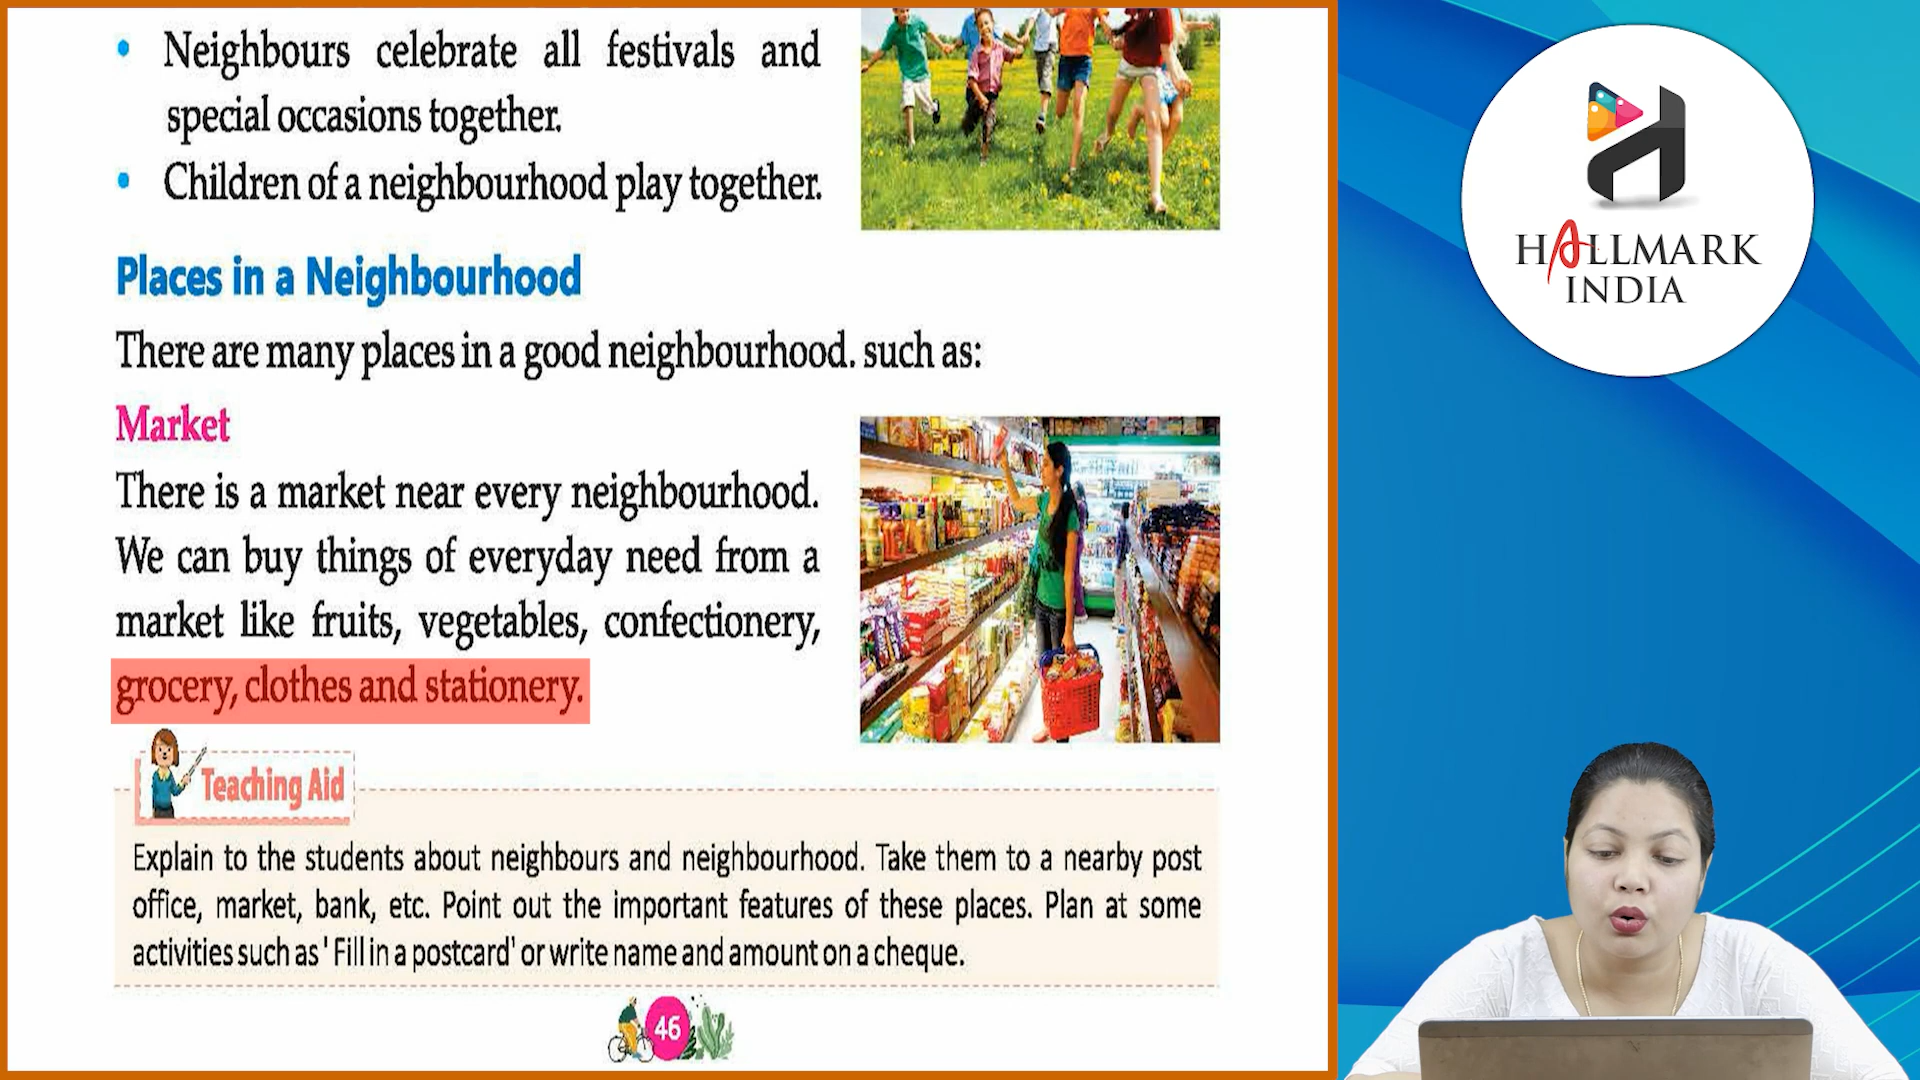 • Neighbours celebrate all festivals and
special occasions together.
• Children of a neighbourhood play together.
Places in a Neighbourhood
There are many places in a good neighbourhood. such as:
Market
There is a market near every neighbourhood.
We can buy things of everyday need from a
market like fruits, vegetables, confectionery,
grocery, clothes and stationery.
Teaching Aid
Explain to the students about neighbours and neighbourhood. Take them to a nearby post
office, market, bank, etc. Point out the important features of these places. Plan at some
activities such as ' Fill in a postcard' or write name and amount on a cheque.
46
HALLMARK
INDIA